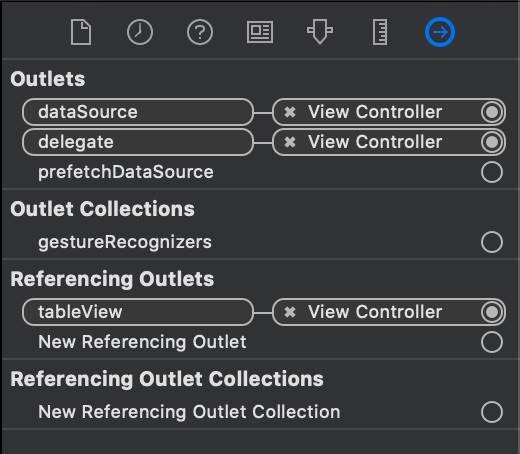 Outlets
dataSource ✖ View Controller
delegate ✖ View Controller
prefetchDataSource
Outlet Collections
gestureRecognizers
Referencing Outlets
tableView ✖ View Controller
New Referencing Outlet
Referencing Outlet Collections
New Referencing Outlet Collection